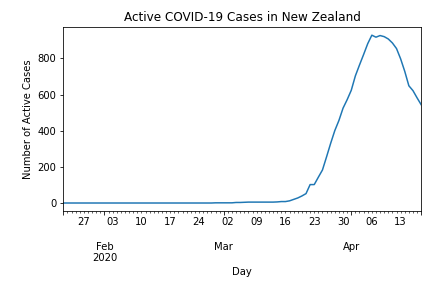 Active COVID-19 Cases in New Zealand
Number of Active Cases
800
600
400
200
0
27 03 10 17 24 02 09 16 23 30 06 13
Feb Mar Apr
2020
Day